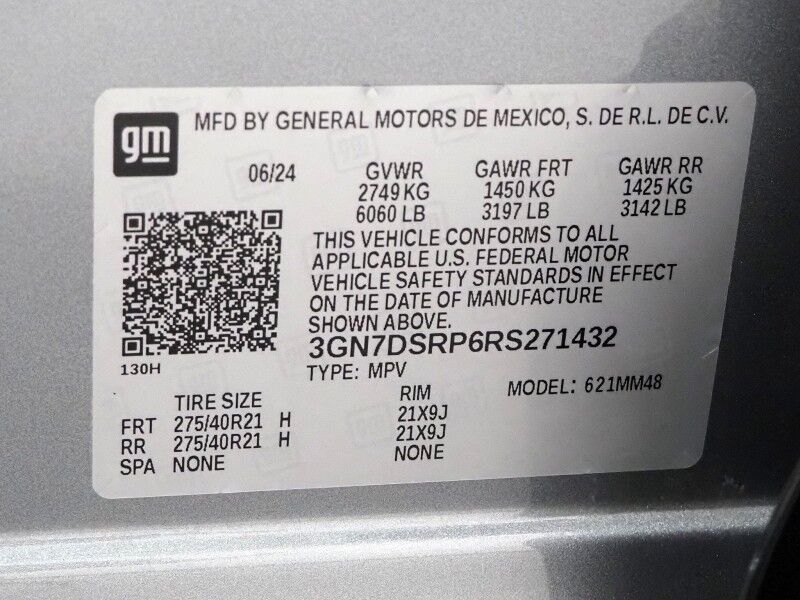 gm
MFD BY GENERAL MOTORS DE MEXICO, S. DE R.L. DE C.V.
06/24 GVWR GAWR FRT GAWR RR
2749 KG 1450 KG 1425 KG
6060 LB 3197 LB 3142 LB
THIS VEHICLE CONFORMS TO ALL
APPLICABLE U.S. FEDERAL MOTOR
VEHICLE SAFETY STANDARDS IN EFFECT
ON THE DATE OF MANUFACTURE
SHOWN ABOVE.
3GN7DSRP6RS271432
130H
TYPE: MPV MODEL: 621MM48
TIRE SIZE RIM
FRT 275/40R21 H 21X9J
RR 275/40R21 H 21X9J
SPA NONE NONE